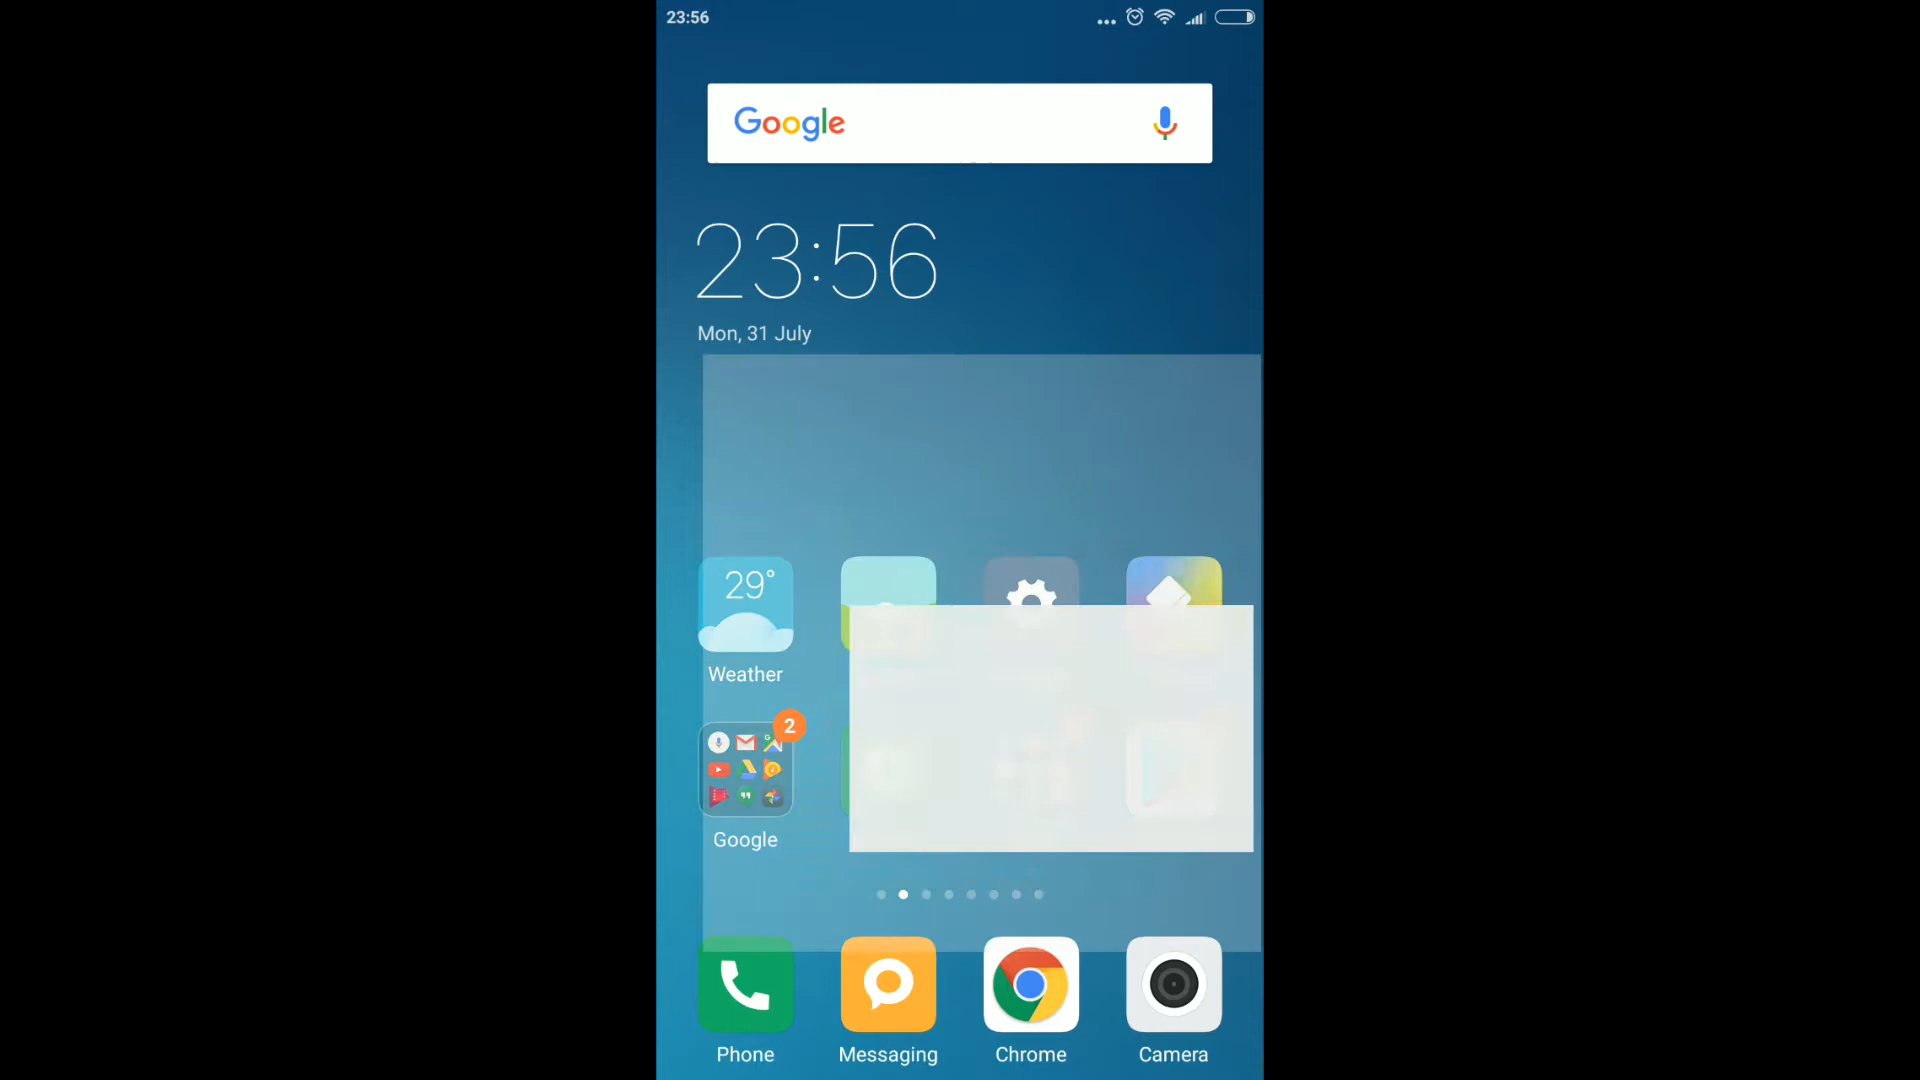 23:56
Google
23:56
Mon, 31 July
29°
Weather
2
Google
Phone
Messaging
Chrome
Camera